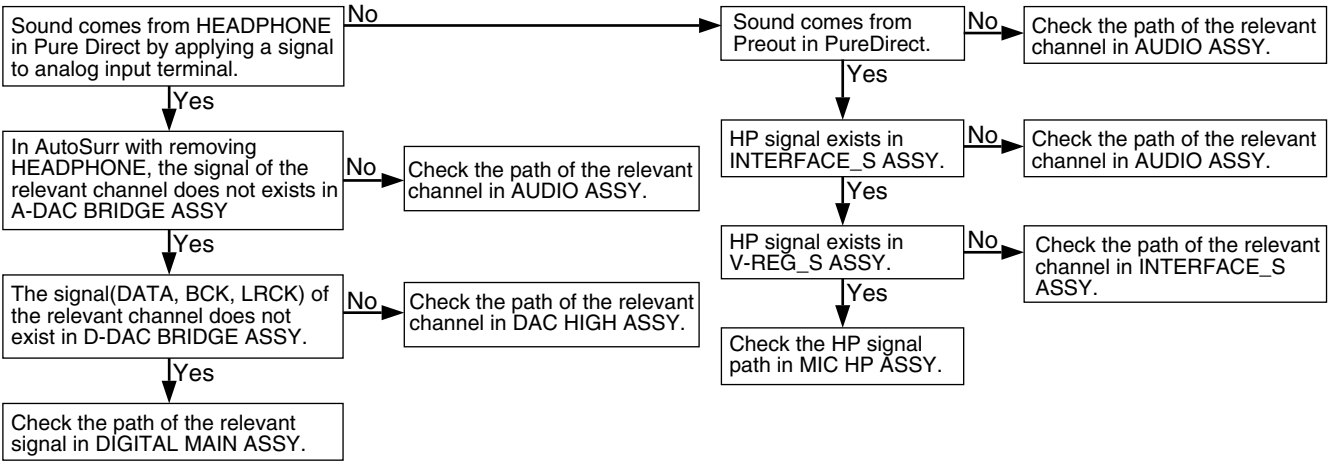 Sound comes from HEADPHONE
in Pure Direct by applying a signal
to analog input terminal.
No
Yes
In AutoSurr with removing
HEADPHONE, the signal of the
relevant channel does not exists in
A-DAC BRIDGE ASSY
No
Check the path of the relevant
channel in AUDIO ASSY.
Yes
The signal(DATA, BCK, LRCK) of
the relevant channel does not
exist in D-DAC BRIDGE ASSY.
No
Check the path of the relevant
channel in DAC HIGH ASSY.
Yes
Check the path of the relevant
signal in DIGITAL MAIN ASSY.
Sound comes from
Preout in PureDirect.
No
Check the path of the relevant
channel in AUDIO ASSY.
Yes
HP signal exists in
INTERFACE_S ASSY.
No
Check the path of the relevant
channel in AUDIO ASSY.
Yes
HP signal exists in
V-REG_S ASSY.
No
Check the path of the relevant
channel in INTERFACE_S
ASSY.
Yes
Check the HP signal
path in MIC HP ASSY.